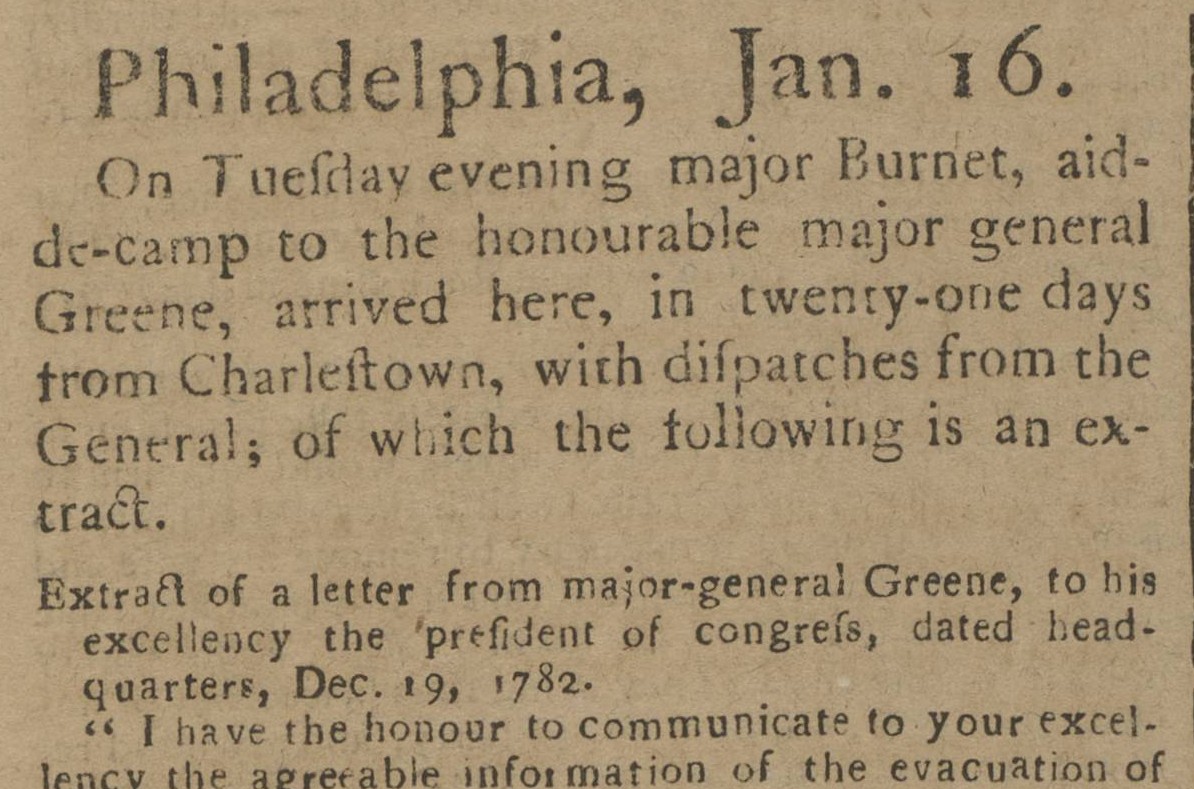 Philadelphia, Jan. 16.
On Tueſday evening major Burnet, aid-
de-camp to the honourable major general
Greene, arrived here, in twenty-one days
from Charleſtown, with diſpatches from the
General; of which the following is an ex-
tract.
Extract of a letter from major-general Greene, to his
excellency the preſident of congreſs, dated head-
quarters, Dec. 19, 1782.
“ I have the honour to communicate to your excel-
lency the agreeable information of the evacuation of